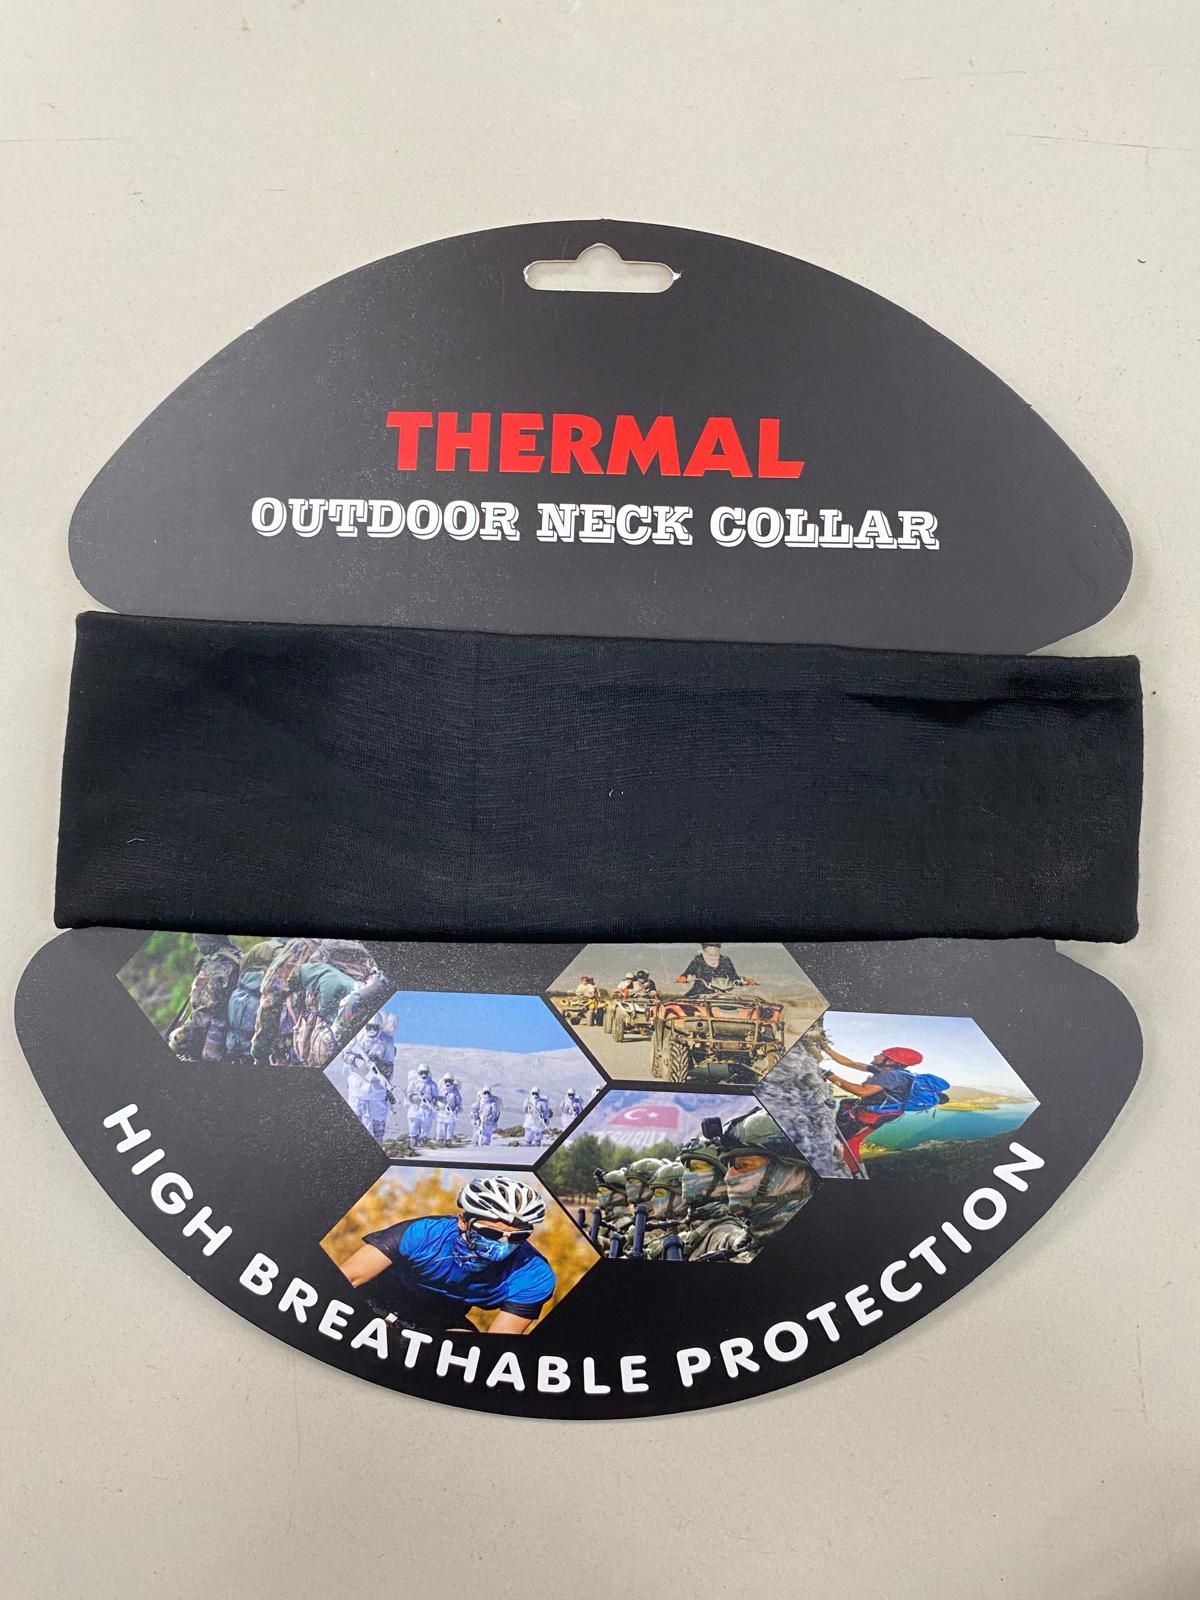 THERMAL
OUTDOOR NECK COLLAR
HIGH BREATHABLE PROTECTION